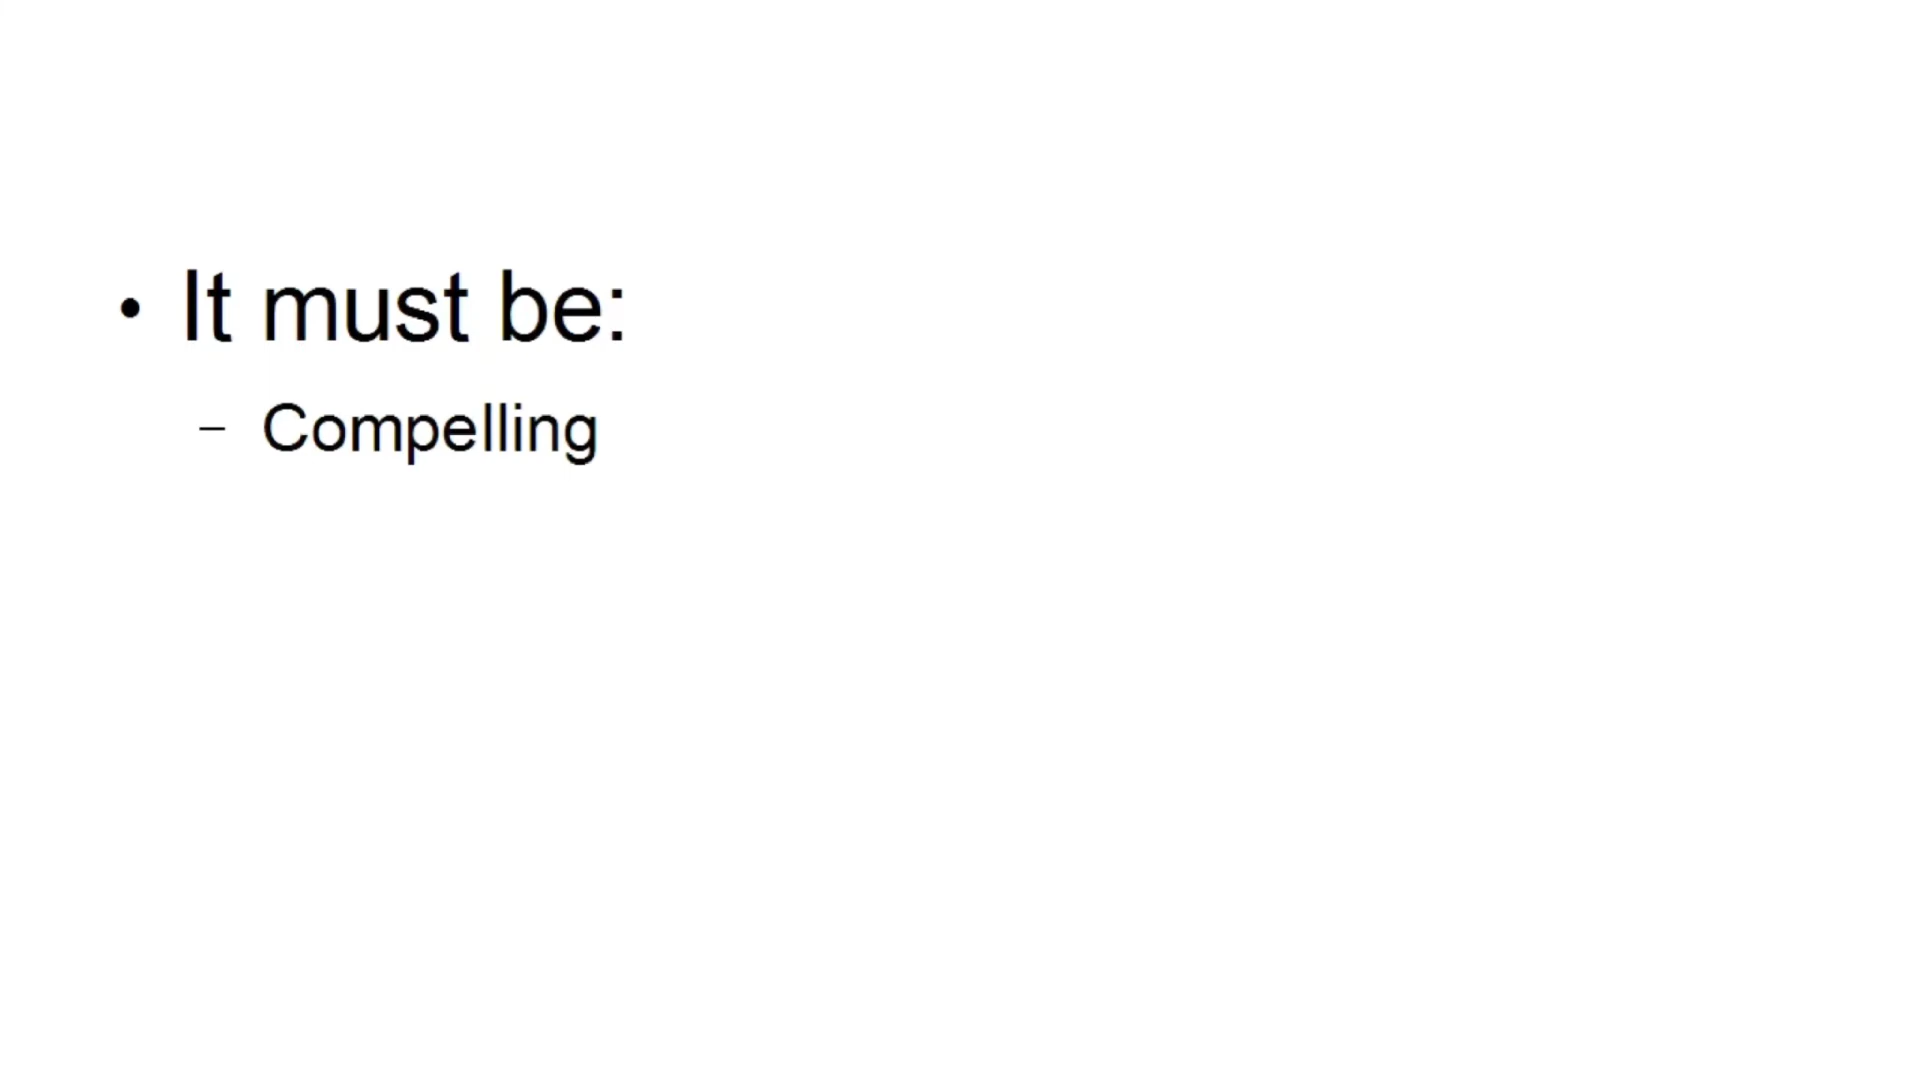 • It must be:
– Compelling